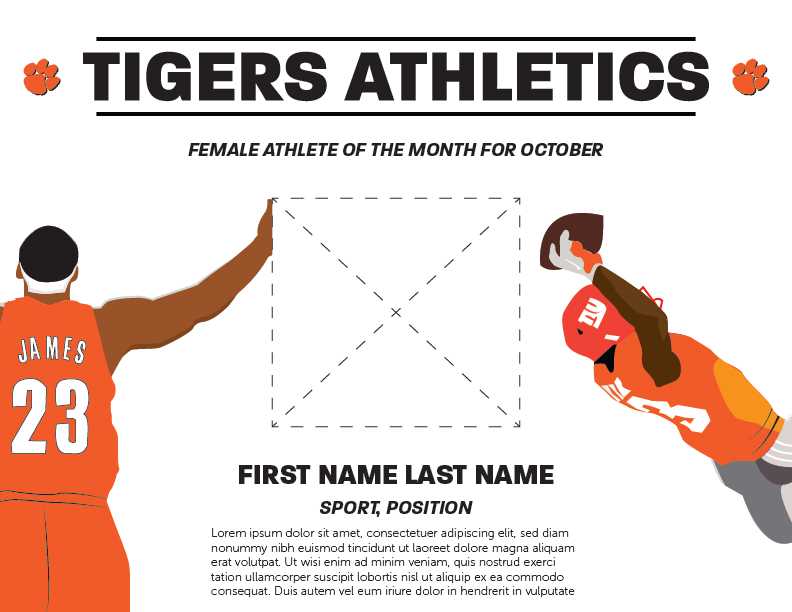 TIGERS ATHLETICS
FEMALE ATHLETE OF THE MONTH FOR OCTOBER
JAMES
23
FIRST NAME LAST NAME
SPORT, POSITION
Lorem ipsum dolor sit amet, consectetuer adipiscing elit, sed diam
nonummy nibh euismod tincidunt ut laoreet dolore magna aliquam
erat volutpat. Ut wisi enim ad minim veniam, quis nostrud exerci
tation ullamcorper suscipit lobortis nisl ut aliquip ex ea commodo
consequat. Duis autem vel eum iriure dolor in hendrerit in vulputate